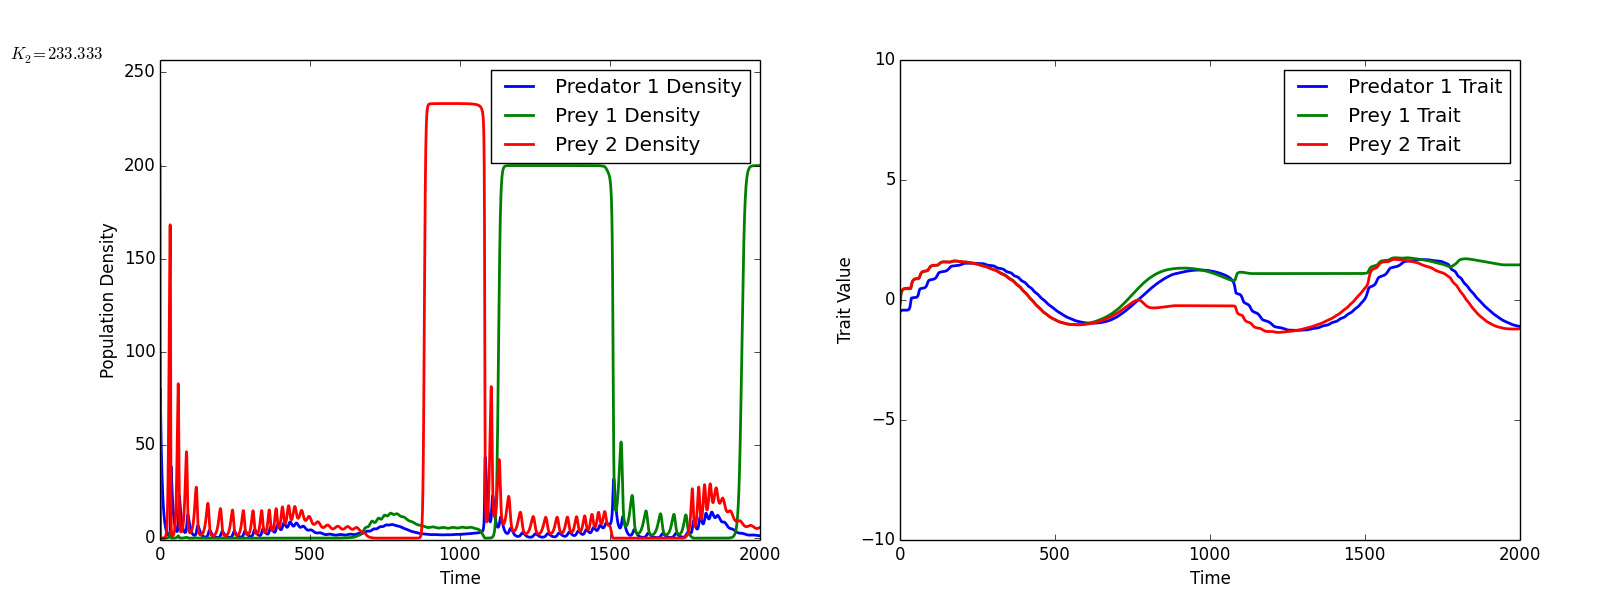 K₂ = 233.333
Predator 1 Density
Prey 1 Density
Prey 2 Density
250
200
150
100
50
0
Population Density
0
500
1000
1500
2000
Time
Predator 1 Trait
Prey 1 Trait
Prey 2 Trait
10
5
0
−5
−10
Trait Value
0
500
1000
1500
2000
Time